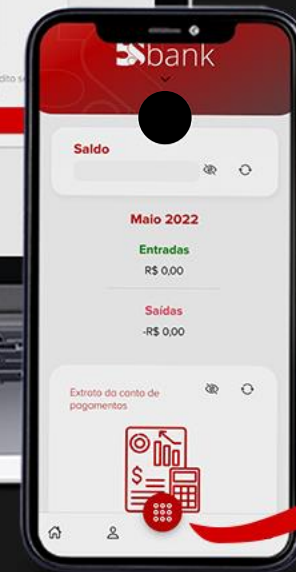 bank
Saldo
Maio 2022
Entradas
R$ 0,00
Saídas
-R$ 0,00
Extrato da conta de
pagamentos
$